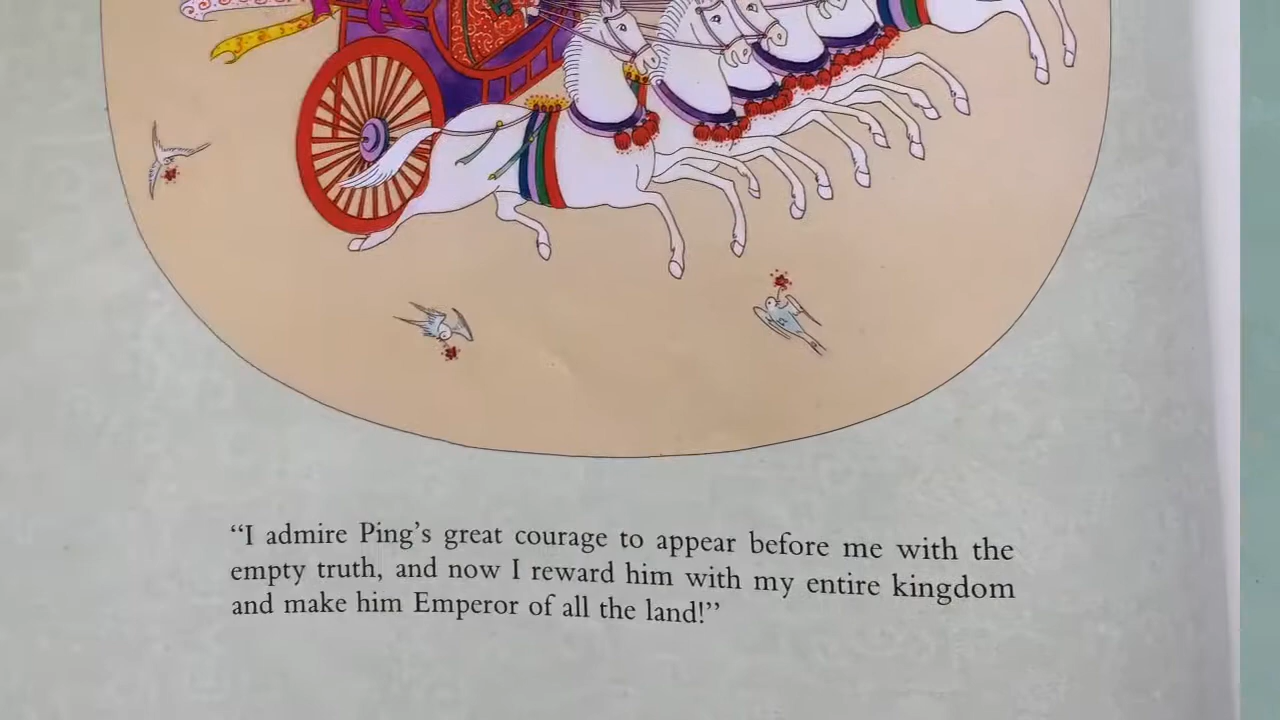 “I admire Ping’s great courage to appear before me with the
empty truth, and now I reward him with my entire kingdom
and make him Emperor of all the land!”